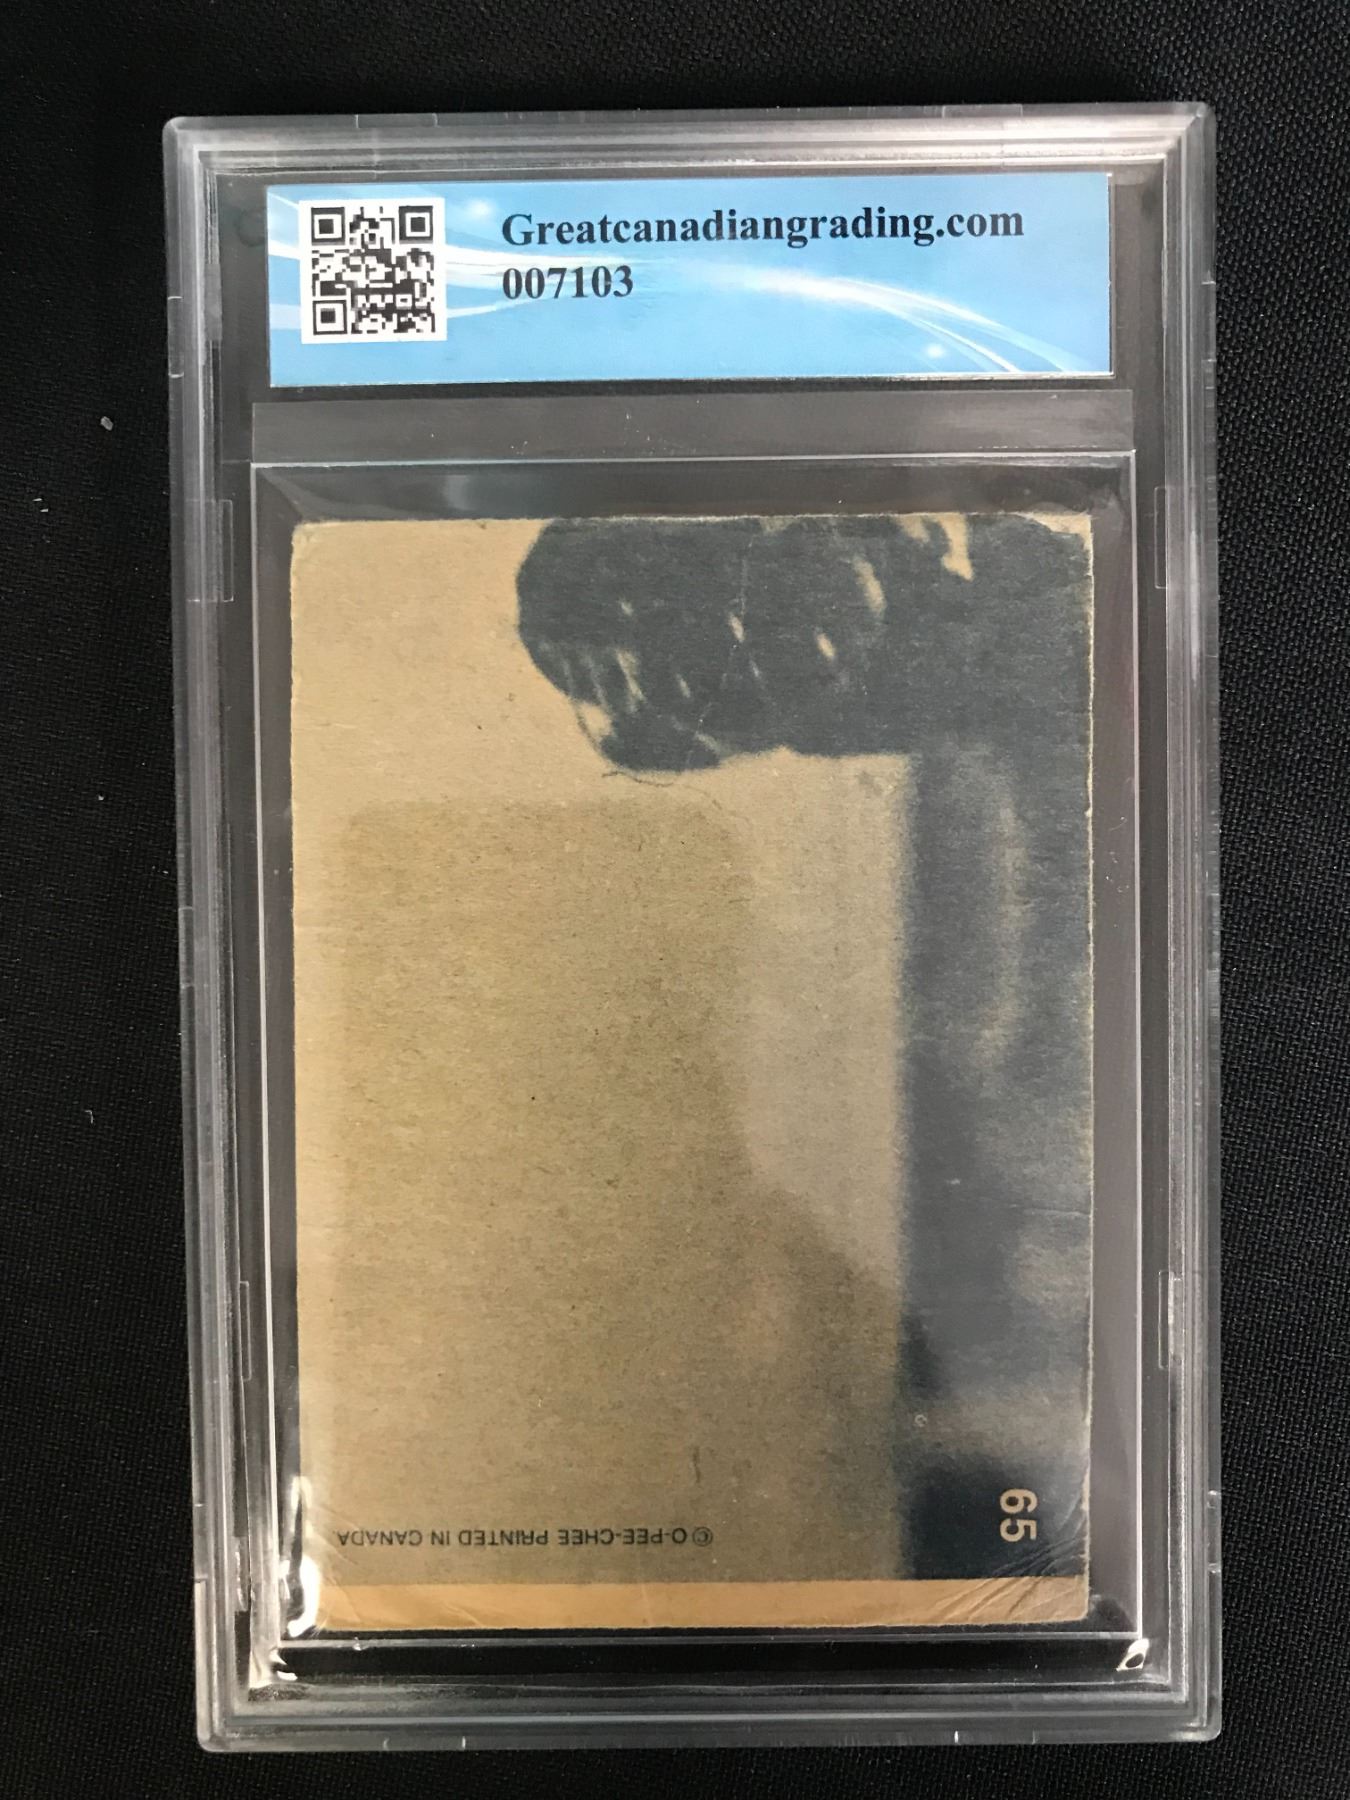 Greatcanadiangrading.com
007103
65
© O-PEE-CHEE PRINTED IN CANADA